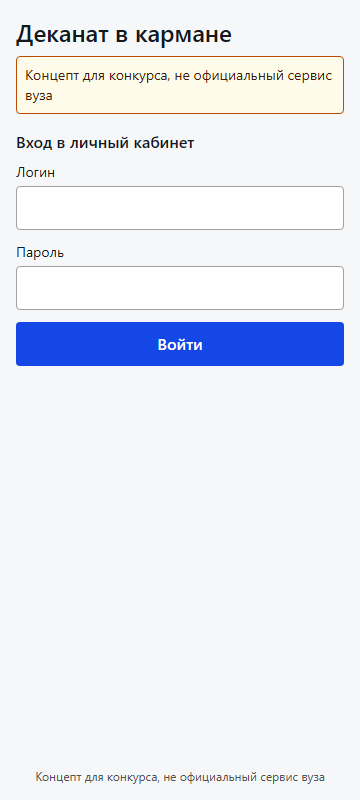 Деканат в кармане
Концепт для конкурса, не официальный сервис
вуза
Вход в личный кабинет
Логин
Пароль
Войти
Концепт для конкурса, не официальный сервис вуза